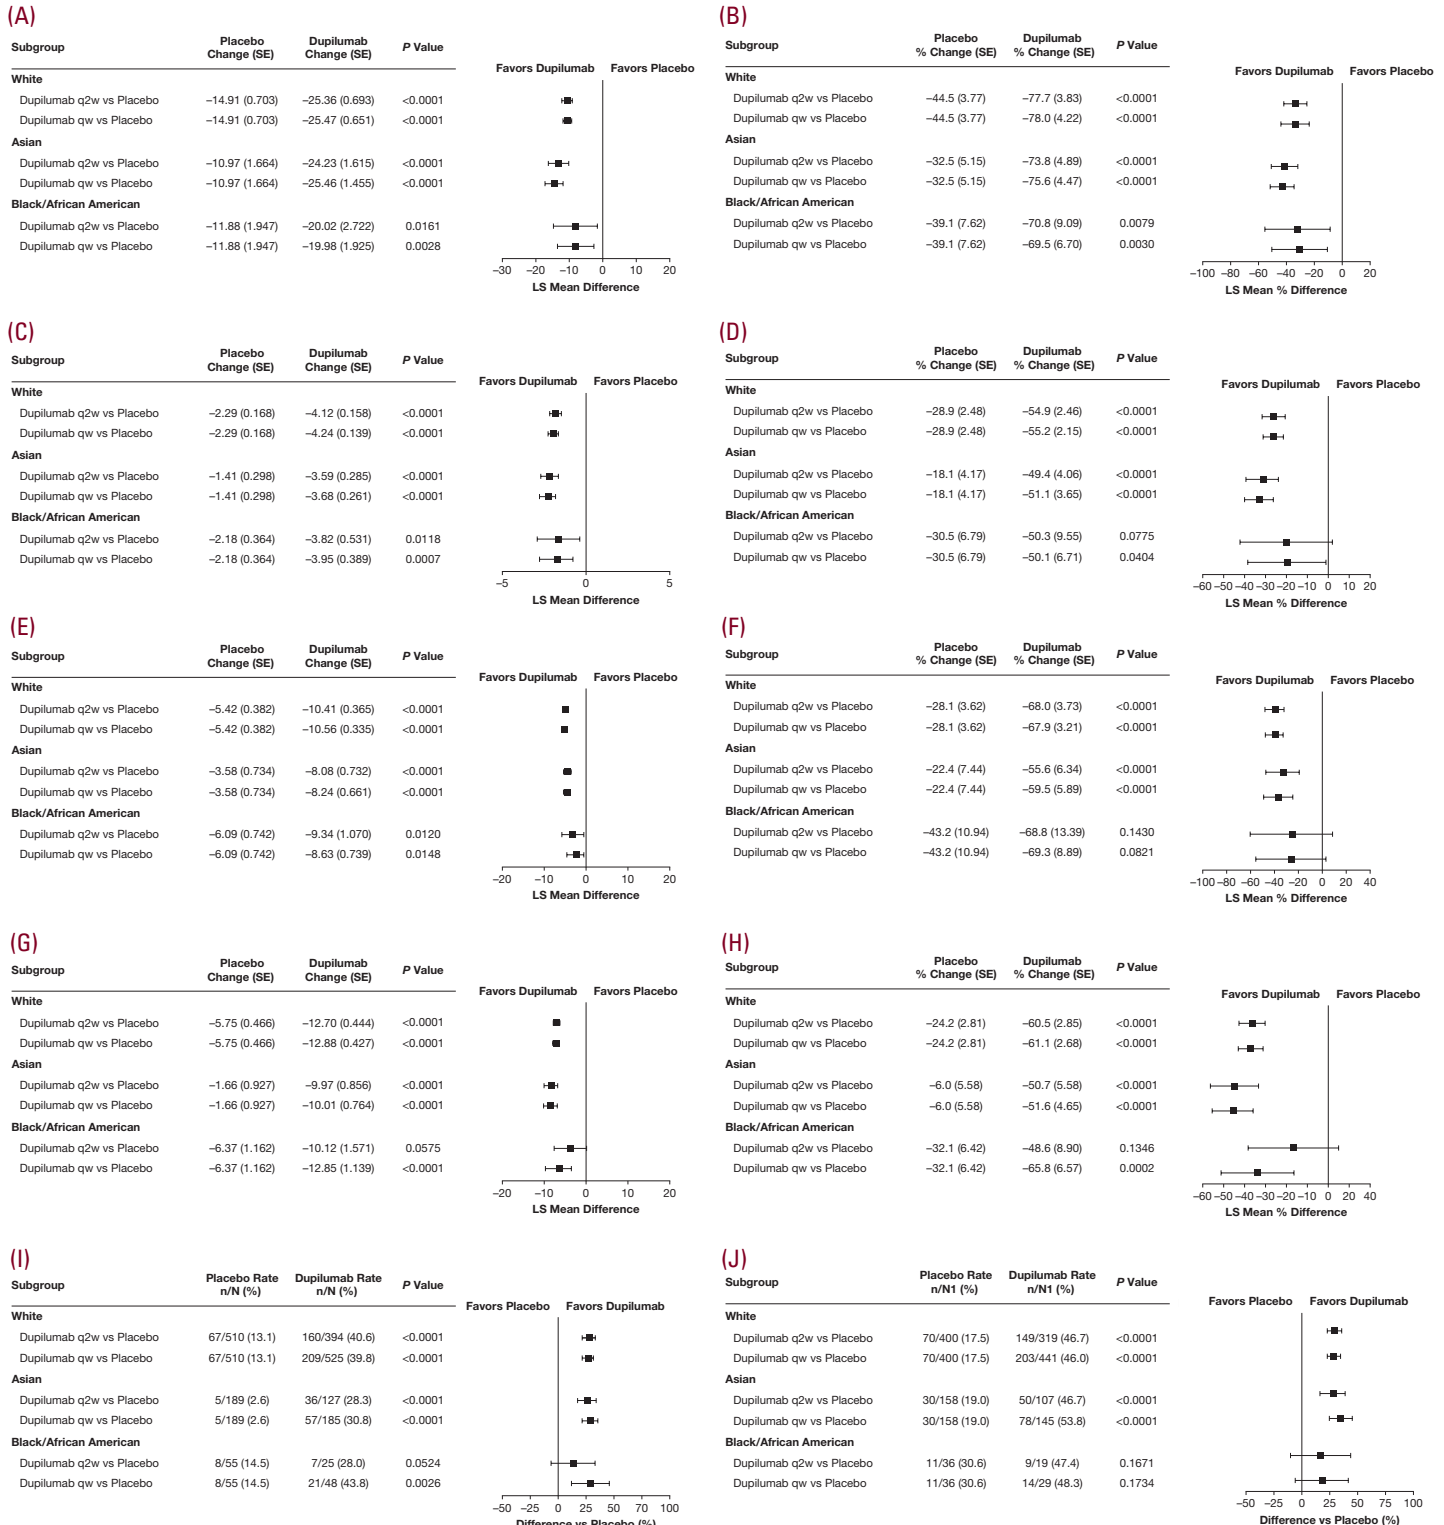 (A)
Subgroup Placebo Change (SE) Dupilumab Change (SE) P Value
Favors Dupilumab Favors Placebo
White
Dupilumab q2w vs Placebo −14.91 (0.703) −25.36 (0.693) <0.0001
Dupilumab qw vs Placebo −14.91 (0.703) −25.47 (0.651) <0.0001
Asian
Dupilumab q2w vs Placebo −10.97 (1.664) −24.23 (1.615) <0.0001
Dupilumab qw vs Placebo −10.97 (1.664) −25.46 (1.455) <0.0001
Black/African American
Dupilumab q2w vs Placebo −11.88 (1.947) −20.02 (2.722) 0.0161
Dupilumab qw vs Placebo −11.88 (1.947) −19.98 (1.925) 0.0028
−30 −20 −10 0 10 20
LS Mean Difference
(B)
Subgroup Placebo % Change (SE) Dupilumab % Change (SE) P Value
Favors Dupilumab Favors Placebo
White
Dupilumab q2w vs Placebo −44.5 (3.77) −77.7 (3.83) <0.0001
Dupilumab qw vs Placebo −44.5 (3.77) −78.0 (4.22) <0.0001
Asian
Dupilumab q2w vs Placebo −32.5 (5.15) −73.8 (4.89) <0.0001
Dupilumab qw vs Placebo −32.5 (5.15) −75.6 (4.47) <0.0001
Black/African American
Dupilumab q2w vs Placebo −39.1 (7.62) −70.8 (9.09) 0.0079
Dupilumab qw vs Placebo −39.1 (7.62) −69.5 (6.70) 0.0030
−100 −80 −60 −40 −20 0 20
LS Mean % Difference
(C)
Subgroup Placebo Change (SE) Dupilumab Change (SE) P Value
Favors Dupilumab Favors Placebo
White
Dupilumab q2w vs Placebo −2.29 (0.168) −4.12 (0.158) <0.0001
Dupilumab qw vs Placebo −2.29 (0.168) −4.24 (0.139) <0.0001
Asian
Dupilumab q2w vs Placebo −1.41 (0.298) −3.59 (0.285) <0.0001
Dupilumab qw vs Placebo −1.41 (0.298) −3.68 (0.261) <0.0001
Black/African American
Dupilumab q2w vs Placebo −2.18 (0.364) −3.82 (0.531) 0.0118
Dupilumab qw vs Placebo −2.18 (0.364) −3.95 (0.389) 0.0007
−5 0 5
LS Mean Difference
(D)
Subgroup Placebo % Change (SE) Dupilumab % Change (SE) P Value
Favors Dupilumab Favors Placebo
White
Dupilumab q2w vs Placebo −28.9 (2.48) −54.9 (2.46) <0.0001
Dupilumab qw vs Placebo −28.9 (2.48) −55.2 (2.15) <0.0001
Asian
Dupilumab q2w vs Placebo −18.1 (4.17) −49.4 (4.06) <0.0001
Dupilumab qw vs Placebo −18.1 (4.17) −51.1 (3.65) <0.0001
Black/African American
Dupilumab q2w vs Placebo −30.5 (6.79) −50.3 (9.55) 0.0775
Dupilumab qw vs Placebo −30.5 (6.79) −50.1 (6.71) 0.0404
−60 −50 −40 −30 −20 −10 0 10 20
LS Mean % Difference
(E)
Subgroup Placebo Change (SE) Dupilumab Change (SE) P Value
Favors Dupilumab Favors Placebo
White
Dupilumab q2w vs Placebo −5.42 (0.382) −10.41 (0.365) <0.0001
Dupilumab qw vs Placebo −5.42 (0.382) −10.56 (0.335) <0.0001
Asian
Dupilumab q2w vs Placebo −3.58 (0.734) −8.08 (0.732) <0.0001
Dupilumab qw vs Placebo −3.58 (0.734) −8.24 (0.661) <0.0001
Black/African American
Dupilumab q2w vs Placebo −6.09 (0.742) −9.34 (1.070) 0.0120
Dupilumab qw vs Placebo −6.09 (0.742) −8.63 (0.739) 0.0148
−20 −10 0 10 20
LS Mean Difference
(F)
Subgroup Placebo % Change (SE) Dupilumab % Change (SE) P Value
Favors Dupilumab Favors Placebo
White
Dupilumab q2w vs Placebo −28.1 (3.62) −68.0 (3.73) <0.0001
Dupilumab qw vs Placebo −28.1 (3.62) −67.9 (3.21) <0.0001
Asian
Dupilumab q2w vs Placebo −22.4 (7.44) −55.6 (6.34) <0.0001
Dupilumab qw vs Placebo −22.4 (7.44) −59.5 (5.89) <0.0001
Black/African American
Dupilumab q2w vs Placebo −43.2 (10.94) −68.8 (13.39) 0.1430
Dupilumab qw vs Placebo −43.2 (10.94) −69.3 (8.89) 0.0821
−100 −80 −60 −40 −20 0 20 40
LS Mean % Difference
(G)
Subgroup Placebo Change (SE) Dupilumab Change (SE) P Value
Favors Dupilumab Favors Placebo
White
Dupilumab q2w vs Placebo −5.75 (0.466) −12.70 (0.444) <0.0001
Dupilumab qw vs Placebo −5.75 (0.466) −12.88 (0.427) <0.0001
Asian
Dupilumab q2w vs Placebo −1.66 (0.927) −9.97 (0.856) <0.0001
Dupilumab qw vs Placebo −1.66 (0.927) −10.01 (0.764) <0.0001
Black/African American
Dupilumab q2w vs Placebo −6.37 (1.162) −10.12 (1.571) 0.0575
Dupilumab qw vs Placebo −6.37 (1.162) −12.85 (1.139) <0.0001
−20 −10 0 10 20
LS Mean Difference
(H)
Subgroup Placebo % Change (SE) Dupilumab % Change (SE) P Value
Favors Dupilumab Favors Placebo
White
Dupilumab q2w vs Placebo −24.2 (2.81) −60.5 (2.85) <0.0001
Dupilumab qw vs Placebo −24.2 (2.81) −61.1 (2.68) <0.0001
Asian
Dupilumab q2w vs Placebo −6.0 (5.58) −50.7 (5.58) <0.0001
Dupilumab qw vs Placebo −6.0 (5.58) −51.6 (4.65) <0.0001
Black/African American
Dupilumab q2w vs Placebo −32.1 (6.42) −48.6 (8.90) 0.1346
Dupilumab qw vs Placebo −32.1 (6.42) −65.8 (6.57) 0.0002
−60 −50 −40 −30 −20 −10 0 20 40
LS Mean % Difference
(I)
Subgroup Placebo Rate n/N (%) Dupilumab Rate n/N (%) P Value
Favors Placebo Favors Dupilumab
White
Dupilumab q2w vs Placebo 67/510 (13.1) 160/394 (40.6) <0.0001
Dupilumab qw vs Placebo 67/510 (13.1) 209/525 (39.8) <0.0001
Asian
Dupilumab q2w vs Placebo 5/189 (2.6) 36/127 (28.3) <0.0001
Dupilumab qw vs Placebo 5/189 (2.6) 57/185 (30.8) <0.0001
Black/African American
Dupilumab q2w vs Placebo 8/55 (14.5) 7/25 (28.0) 0.0524
Dupilumab qw vs Placebo 8/55 (14.5) 21/48 (43.8) 0.0026
−50 −25 0 25 50 75 100
Difference vs Placebo (%)
(J)
Subgroup Placebo Rate n/N1 (%) Dupilumab Rate n/N1 (%) P Value
Favors Placebo Favors Dupilumab
White
Dupilumab q2w vs Placebo 70/400 (17.5) 149/319 (46.7) <0.0001
Dupilumab qw vs Placebo 70/400 (17.5) 203/441 (46.0) <0.0001
Asian
Dupilumab q2w vs Placebo 30/158 (19.0) 50/107 (46.7) <0.0001
Dupilumab qw vs Placebo 30/158 (19.0) 78/145 (53.8) <0.0001
Black/African American
Dupilumab q2w vs Placebo 11/36 (30.6) 9/19 (47.4) 0.1671
Dupilumab qw vs Placebo 11/36 (30.6) 14/29 (48.3) 0.1734
−50 −25 0 25 50 75 100
Difference vs Placebo (%)